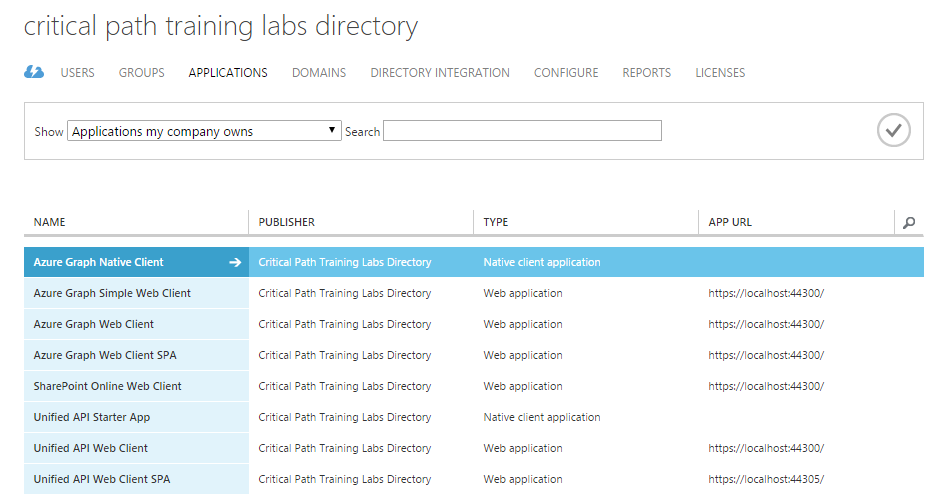 critical path training labs directory
USERS GROUPS APPLICATIONS DOMAINS DIRECTORY INTEGRATION CONFIGURE REPORTS LICENSES
Show Applications my company owns Search
NAME PUBLISHER TYPE APP URL
Azure Graph Native Client Critical Path Training Labs Directory Native client application
Azure Graph Simple Web Client Critical Path Training Labs Directory Web application https://localhost:44300/
Azure Graph Web Client Critical Path Training Labs Directory Web application https://localhost:44300/
Azure Graph Web Client SPA Critical Path Training Labs Directory Web application https://localhost:44300/
SharePoint Online Web Client Critical Path Training Labs Directory Web application https://localhost:44300/
Unified API Starter App Critical Path Training Labs Directory Native client application
Unified API Web Client Critical Path Training Labs Directory Web application https://localhost:44300/
Unified API Web Client SPA Critical Path Training Labs Directory Web application https://localhost:44305/